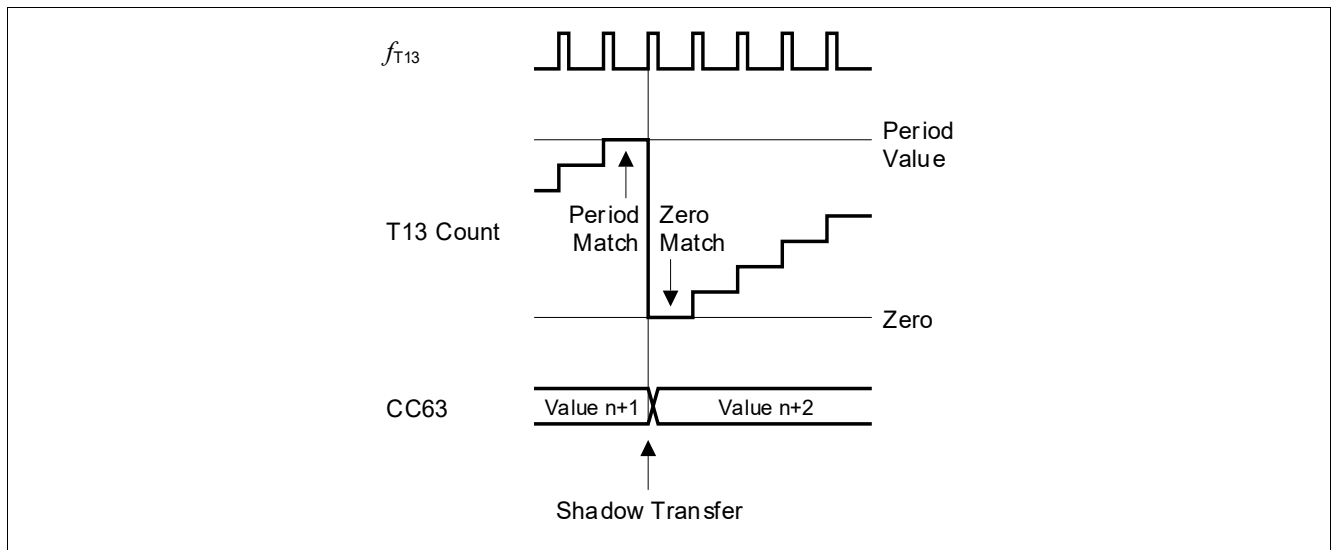 fT13
Period
Value
T13 Count
Period
Match
Zero
Match
Zero
CC63
Value n+1
Value n+2
Shadow Transfer